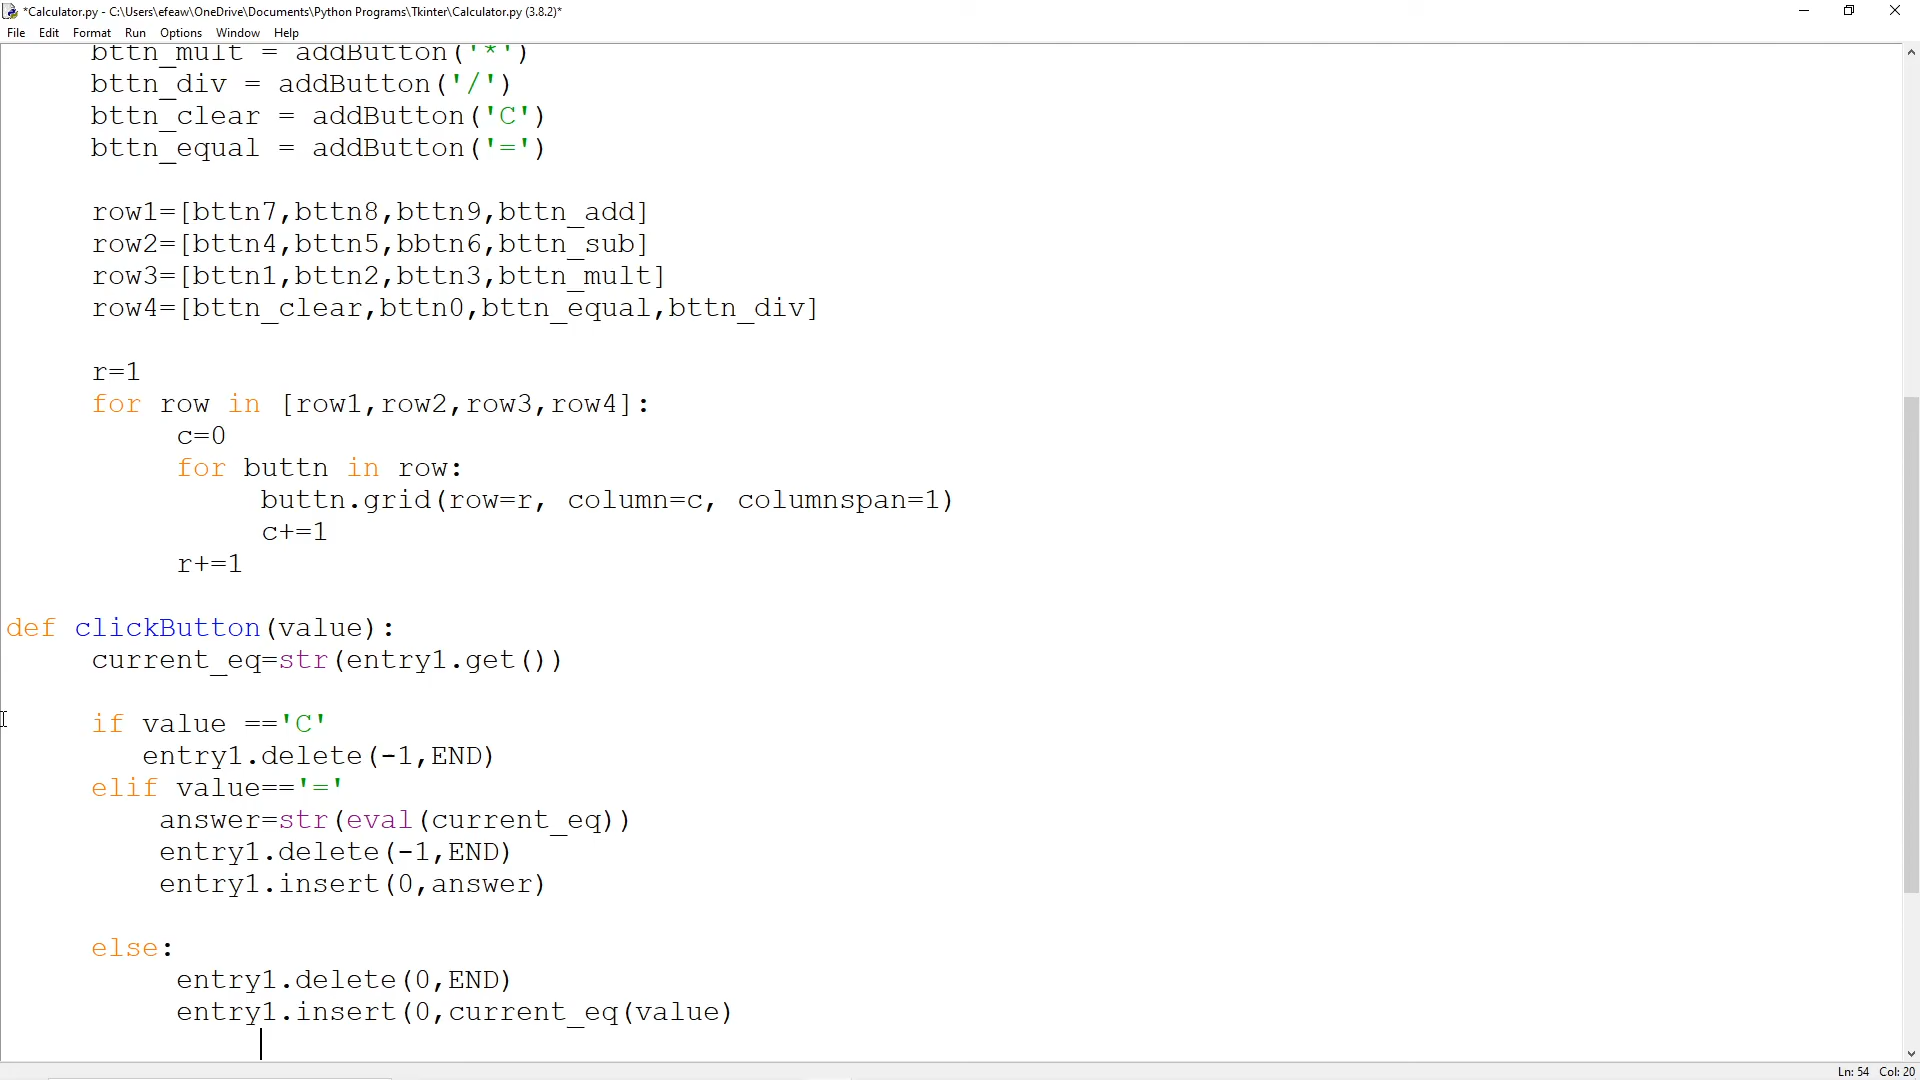 *Calculator.py - C:\Users\efeaw\OneDrive\Documents\Python Programs\Tkinter\Calculator.py (3.8.2)*
File Edit Format Run Options Window Help
bttn_mult = addButton('*')
bttn_div = addButton('/')
bttn_clear = addButton('C')
bttn_equal = addButton('=')
row1=[bttn7,bttn8,bttn9,bttn_add]
row2=[bttn4,bttn5,bbtn6,bttn_sub]
row3=[bttn1,bttn2,bttn3,bttn_mult]
row4=[bttn_clear,bttn0,bttn_equal,bttn_div]
r=1
for row in [row1,row2,row3,row4]:
c=0
for buttn in row:
buttn.grid(row=r, column=c, columnspan=1)
c+=1
r+=1
def clickButton(value):
current_eq=str(entry1.get())
if value =='C'
entry1.delete(-1,END)
elif value=='='
answer=str(eval(current_eq))
entry1.delete(-1,END)
entry1.insert(0,answer)
else:
entry1.delete(0,END)
entry1.insert(0,current_eq(value)
Ln: 54 Col: 20